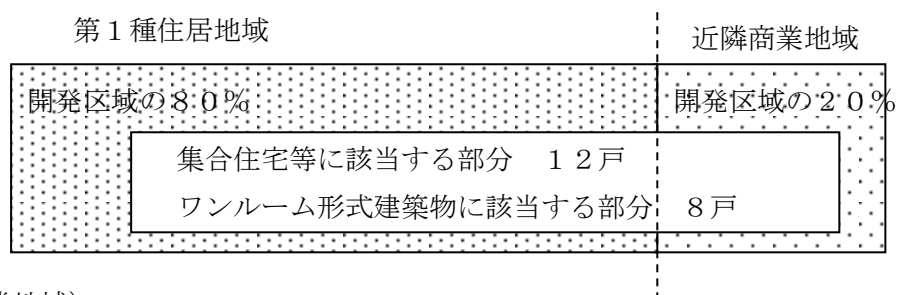 第１種住居地域
近隣商業地域
開発区域の８０％
開発区域の２０％
集合住宅等に該当する部分　１２戸
ワンルーム形式建築物に該当する部分　８戸